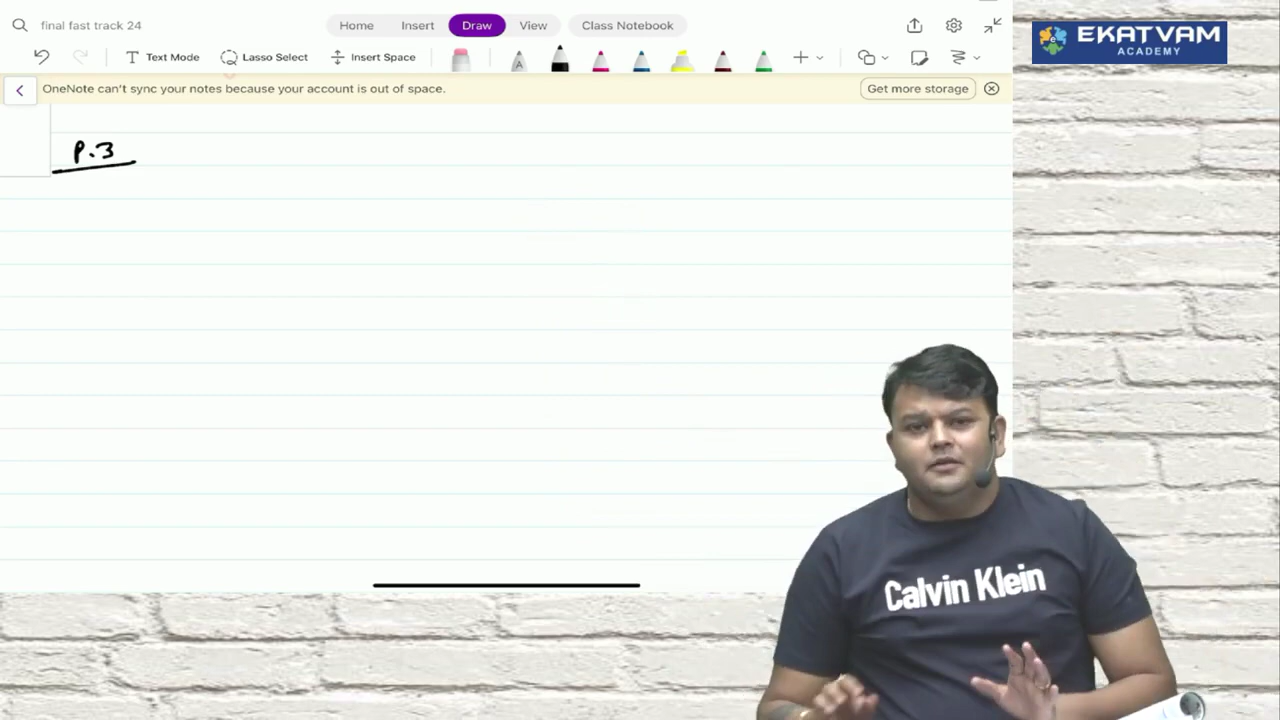 final fast track 24
Home Insert Draw View Class Notebook
Text Mode Lasso Select Insert Space
A
OneNote can't sync your notes because your account is out of space. Get more storage
P.3
EKATVAM
ACADEMY
Calvin Klein